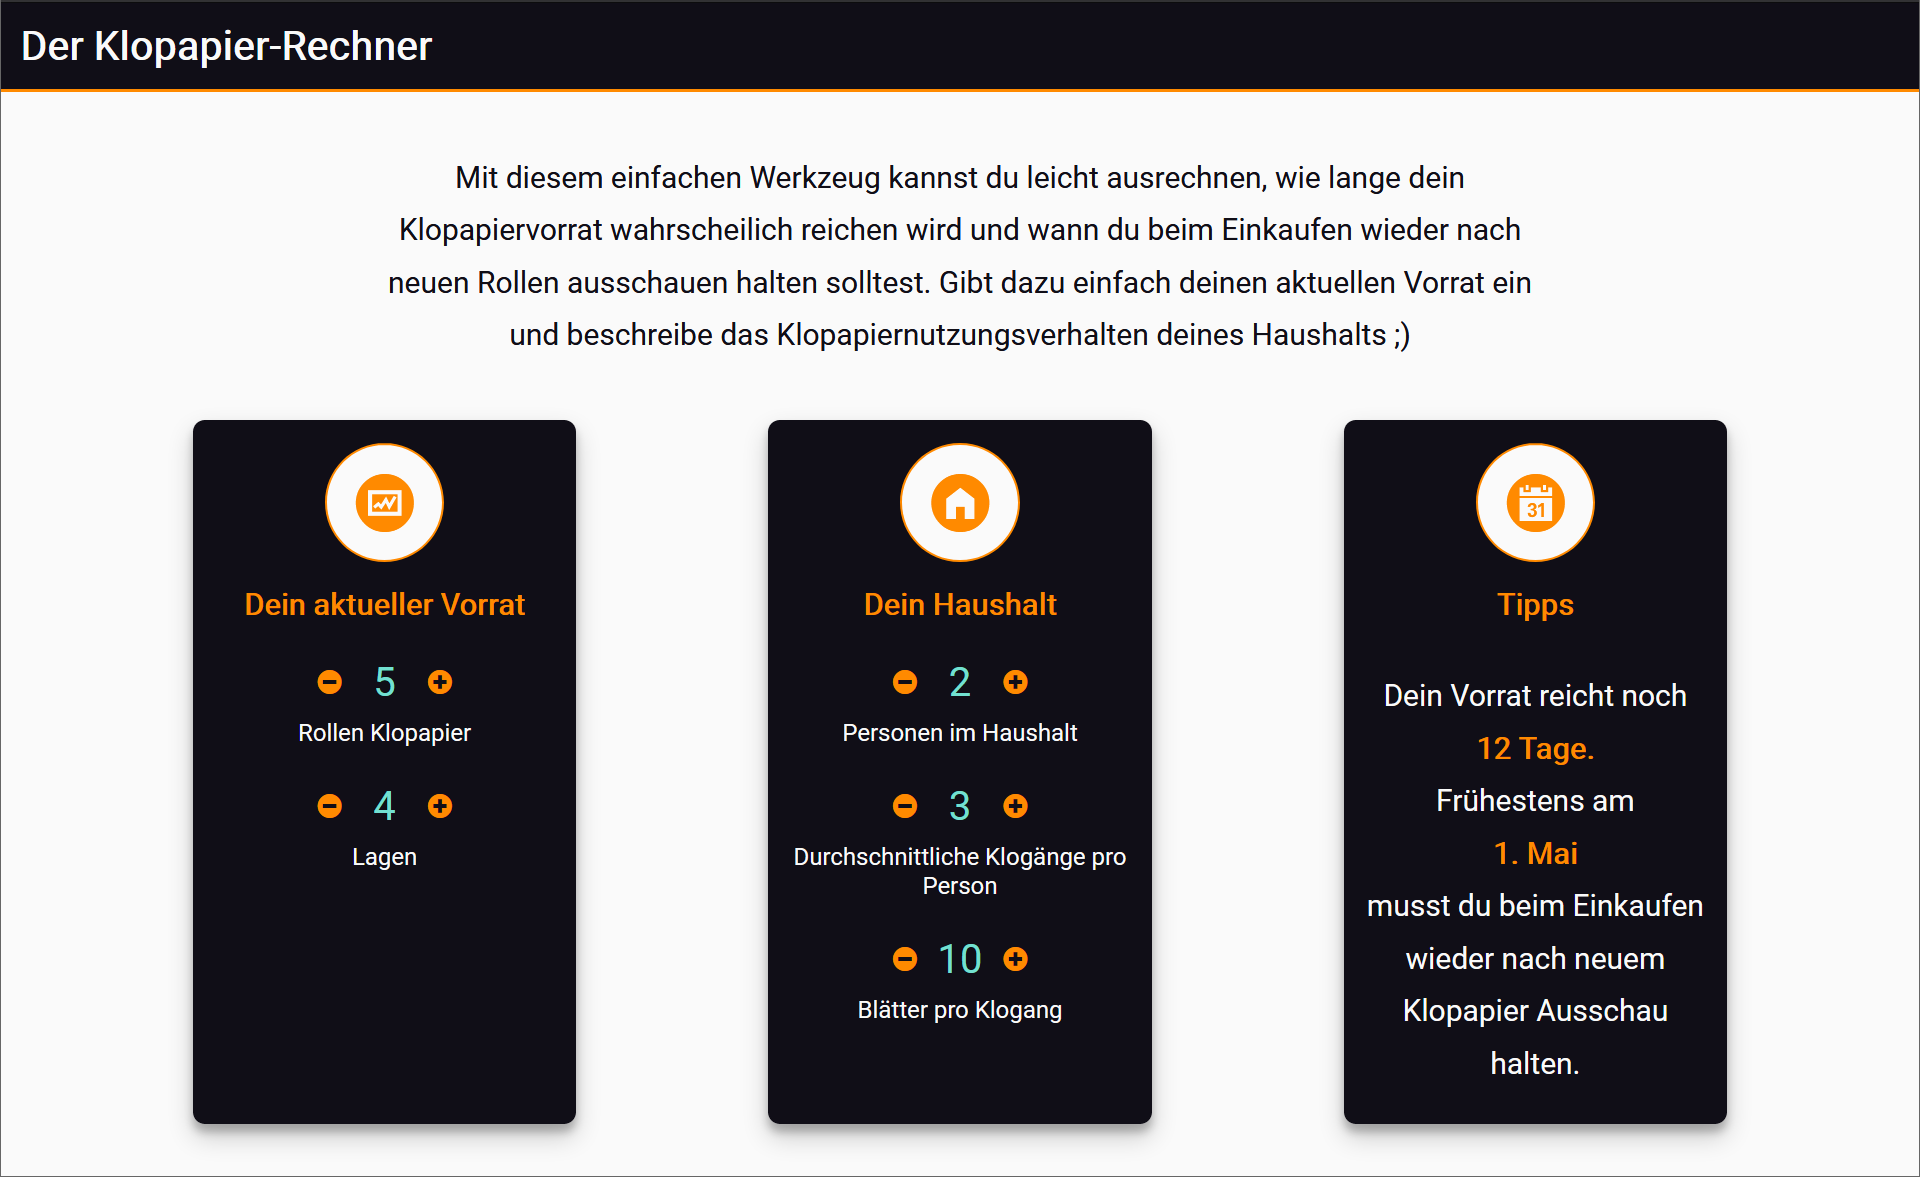 Der Klopapier-Rechner
Mit diesem einfachen Werkzeug kannst du leicht ausrechnen, wie lange dein
Klopapiervorrat wahrscheilich reichen wird und wann du beim Einkaufen wieder nach
neuen Rollen ausschauen halten solltest. Gibt dazu einfach deinen aktuellen Vorrat ein
und beschreibe das Klopapiernutzungsverhalten deines Haushalts ;)
Dein aktueller Vorrat
5
Rollen Klopapier
4
Lagen
Dein Haushalt
2
Personen im Haushalt
3
Durchschnittliche Klogänge pro
Person
10
Blätter pro Klogang
31
Tipps
Dein Vorrat reicht noch
12 Tage.
Frühestens am
1. Mai
musst du beim Einkaufen
wieder nach neuem
Klopapier Ausschau
halten.